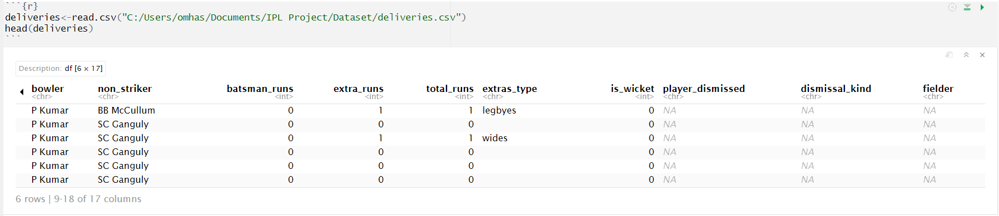 ```{r}
deliveries<-read.csv("C:/Users/omhas/Documents/IPL Project/Dataset/deliveries.csv")
head(deliveries)
```
Description: df [6 × 17]
bowler non_striker batsman_runs extra_runs total_runs extras_type is_wicket player_dismissed dismissal_kind fielder
<chr> <chr> <int> <int> <int> <chr> <int> <chr> <chr> <chr>
P Kumar BB McCullum 0 1 1 legbyes 0 NA NA NA
P Kumar SC Ganguly 0 0 0 0 NA NA NA
P Kumar SC Ganguly 0 1 1 wides 0 NA NA NA
P Kumar SC Ganguly 0 0 0 0 NA NA NA
P Kumar SC Ganguly 0 0 0 0 NA NA NA
P Kumar SC Ganguly 0 0 0 0 NA NA NA
6 rows | 9-18 of 17 columns